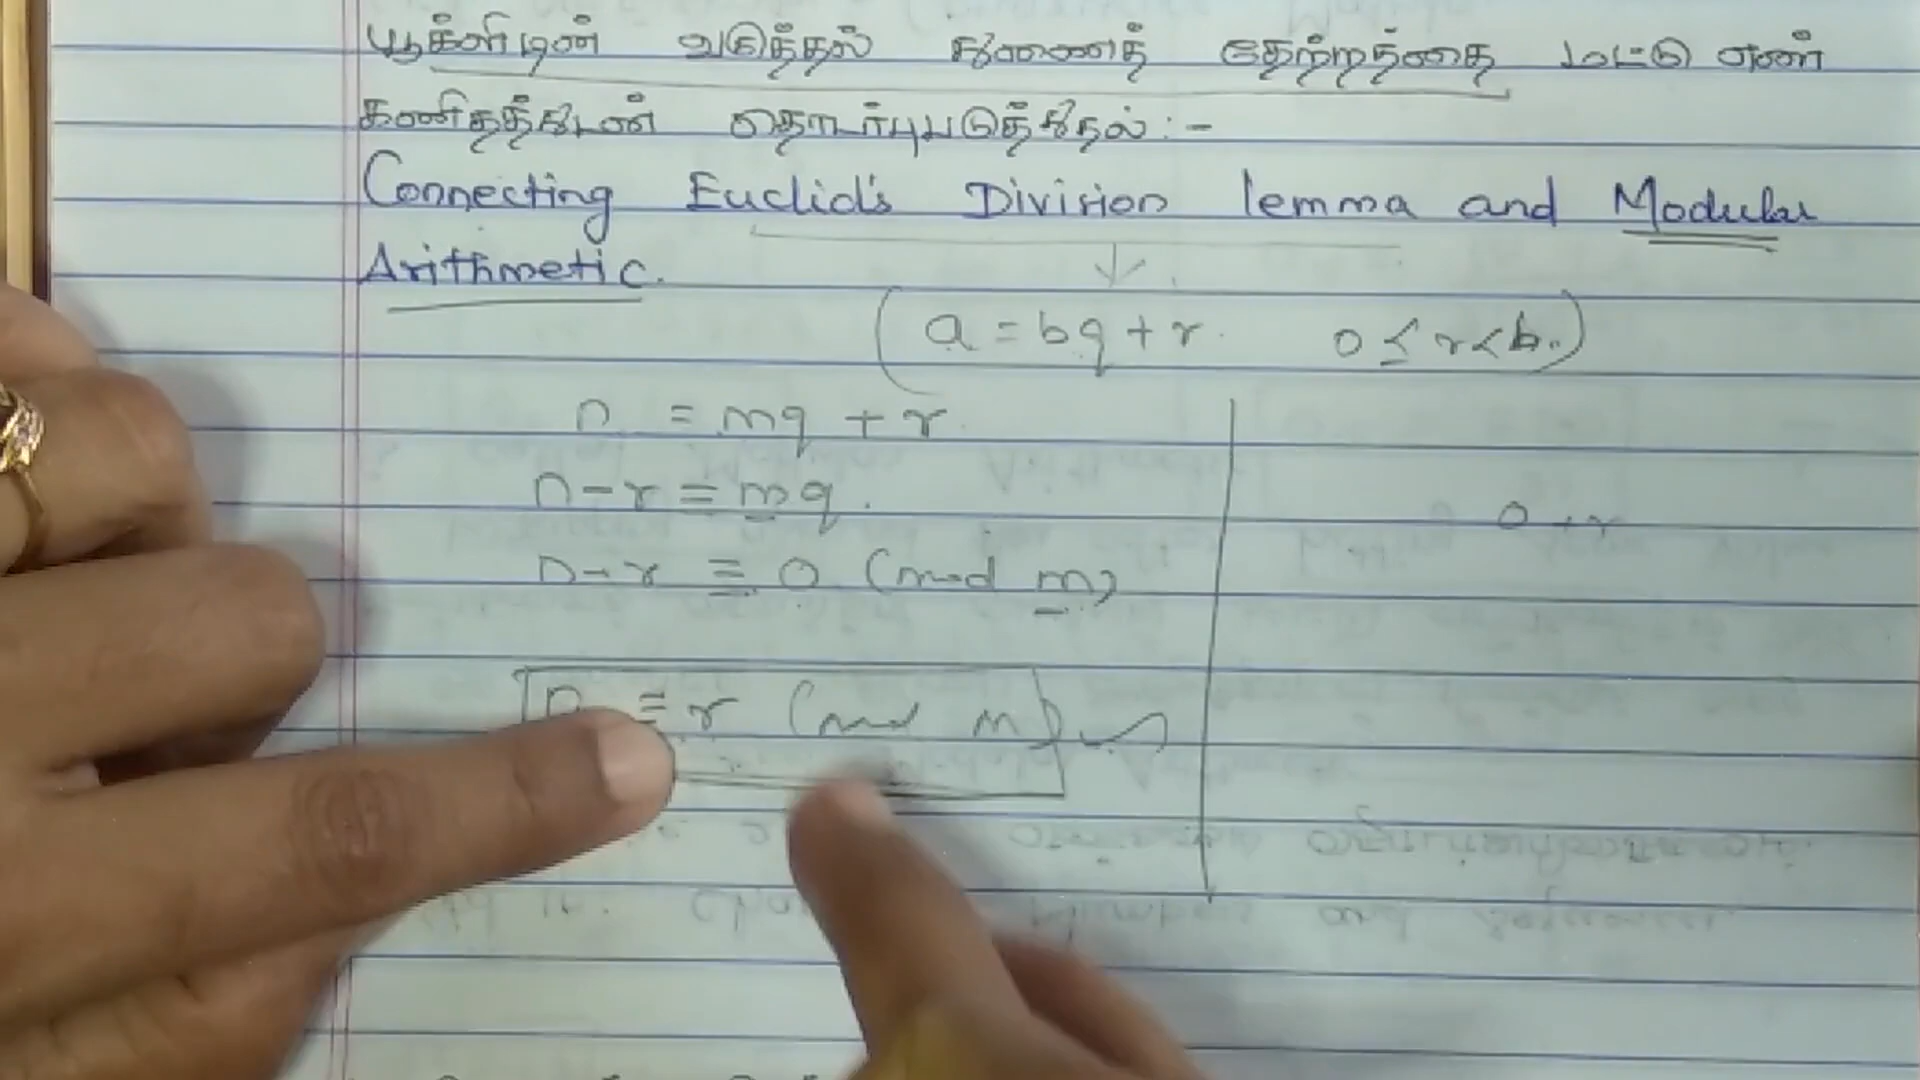 யூக்ளிடின் வகுத்தல் துணைத் தேற்றத்தை மட்டு எண்
கணிதத்துடன் தொடர்புபடுத்துதல் :-
Connecting Euclid's Division lemma and Modular
Arithmetic.
(a = bq + r. 0 ≤ r < b.)
n = mq + r.
n - r = mq.
n - r ≡ 0 (mod m)
n ≡ r (mod m)
0 + r